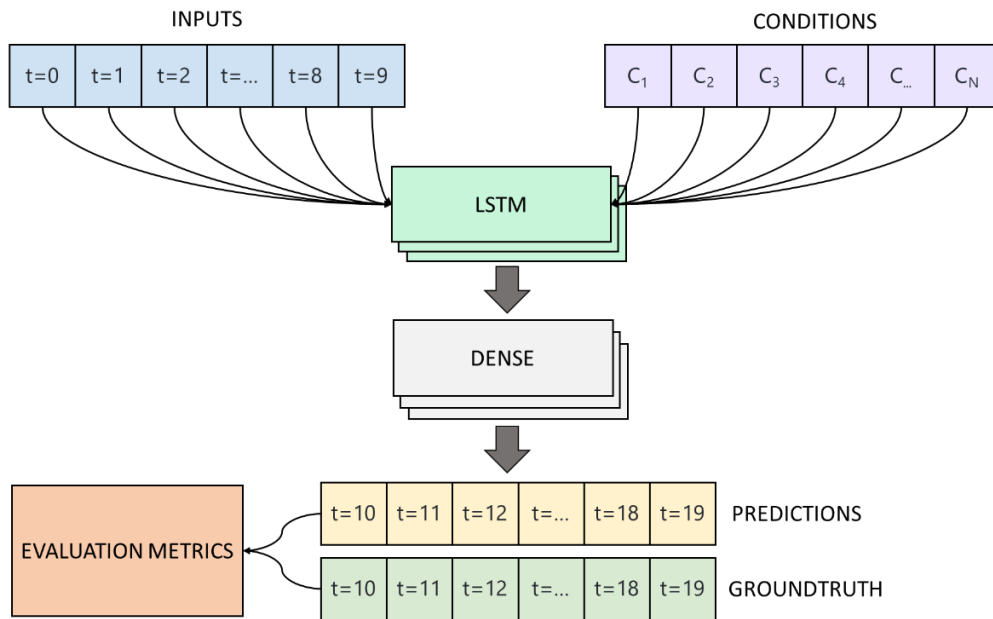 INPUTS
CONDITIONS
t=0 t=1 t=2 t=... t=8 t=9
C₁ C₂ C₃ C₄ C... C_N
LSTM
DENSE
t=10 t=11 t=12 t=... t=18 t=19
PREDICTIONS
EVALUATION METRICS
t=10 t=11 t=12 t=... t=18 t=19
GROUNDTRUTH